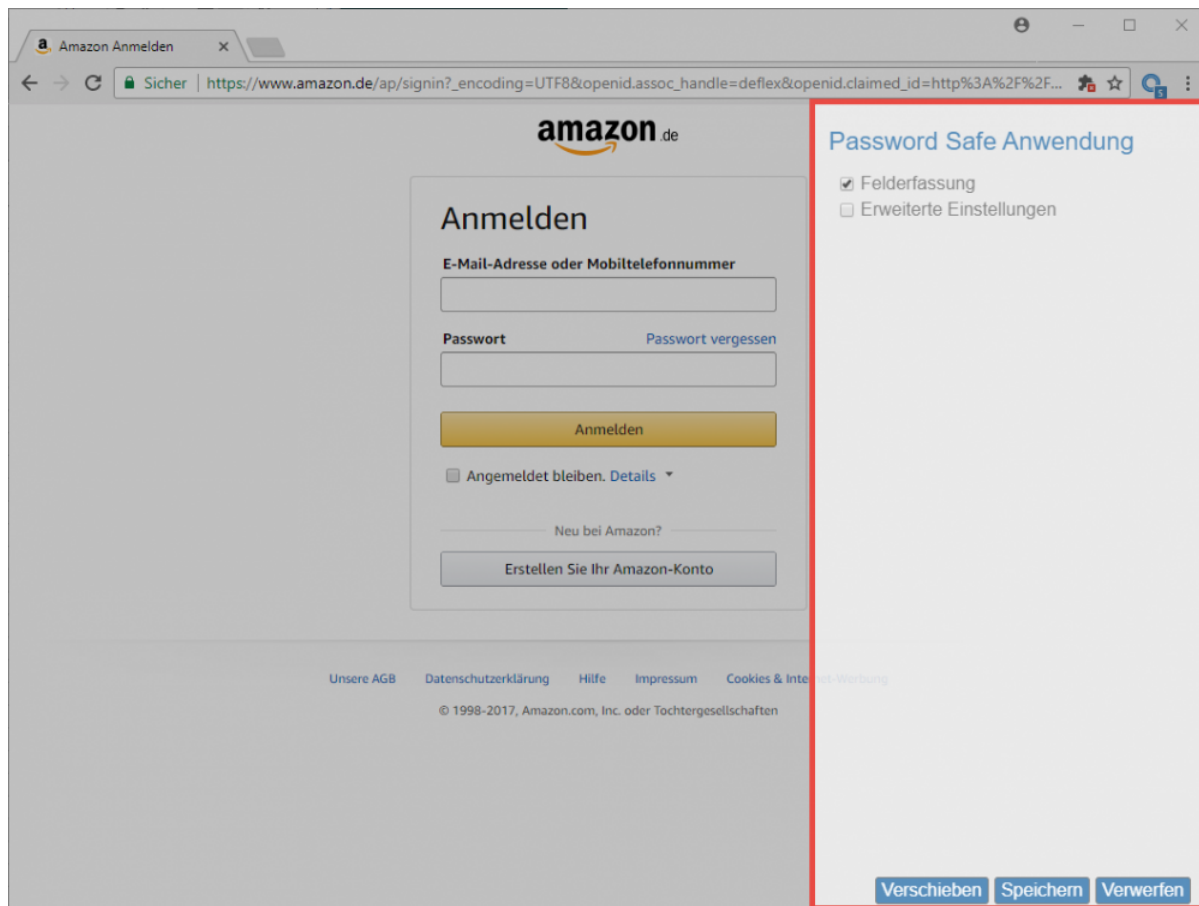 Amazon Anmelden
Sicher | https://www.amazon.de/ap/signin?_encoding=UTF8&openid.assoc_handle=deflex&openid.claimed_id=http%3A%2F%2F...
amazon.de
Anmelden
E-Mail-Adresse oder Mobiltelefonnummer
Passwort Passwort vergessen
Anmelden
Angemeldet bleiben. Details
Neu bei Amazon?
Erstellen Sie Ihr Amazon-Konto
Unsere AGB Datenschutzerklärung Hilfe Impressum Cookies & Internet-Werbung
© 1998-2017, Amazon.com, Inc. oder Tochtergesellschaften
Password Safe Anwendung
Felderfassung
Erweiterte Einstellungen
Verschieben Speichern Verwerfen